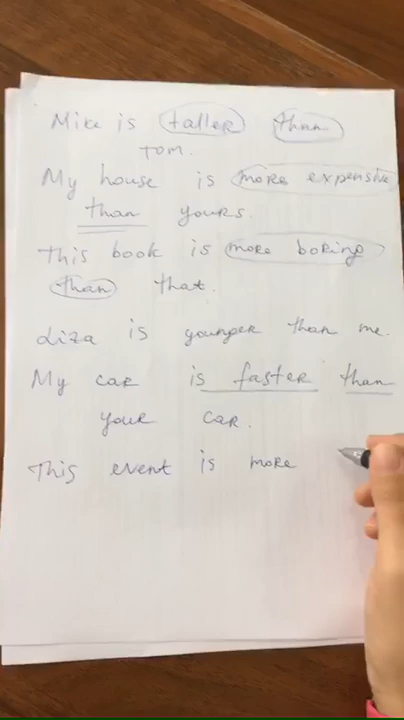 Mike is taller than
Tom.
My house is more expensive
than yours.
This book is more boring
than that.
Liza is younger than me.
My car is faster than
your car.
This event is more